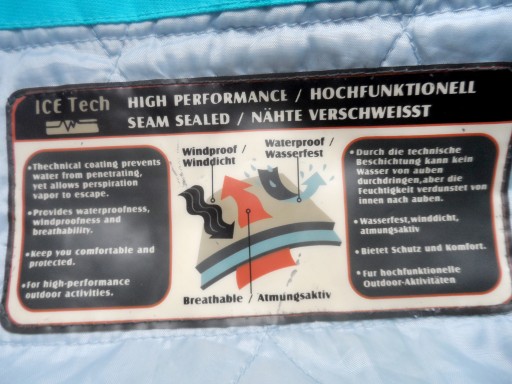 ICE Tech
HIGH PERFORMANCE / HOCHFUNKTIONELL
SEAM SEALED / NÄHTE VERSCHWEISST
•Thechnical coating prevents
water from penetrating,
yet allows perspiration
vapor to escape.
•Provides waterproofness,
windproofness and
breathability.
•Keep you comfortable and
protected.
•For high-performance
outdoor activities.
Windproof /
Winddicht
Waterproof /
Wasserfest
Breathable / Atmungsaktiv
•Durch die technische
Beschichtung kann kein
Wasser von auben
durchdringen,aber die
Feuchtigkeit verdunstet von
innen nach auben.
•Wasserfest,winddicht,
atmungsaktiv
•Bietet Schutz und Komfort.
•Fur hochfunktionelle
Outdoor-Aktivitäten